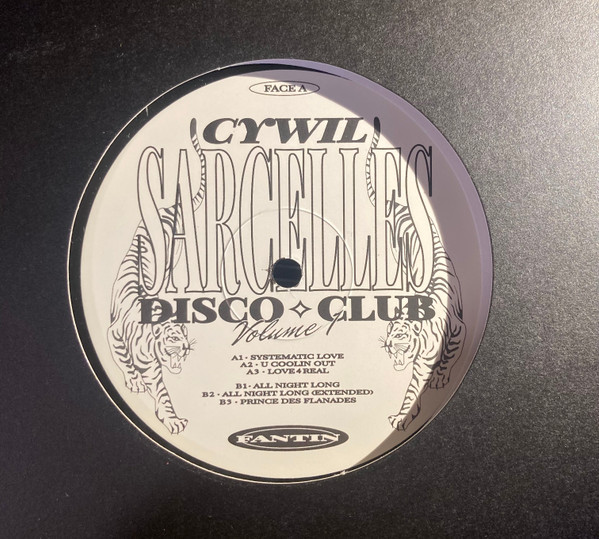 FACE A
CYWIL
SARCELLES
DISCO CLUB
Volume 1
A1 · SYSTEMATIC LOVE
A2 · U COOLIN OUT
A3 · LOVE 4 REAL
B1 · ALL NIGHT LONG
B2 · ALL NIGHT LONG (EXTENDED)
B3 · PRINCE DES FLANADES
FANTIN